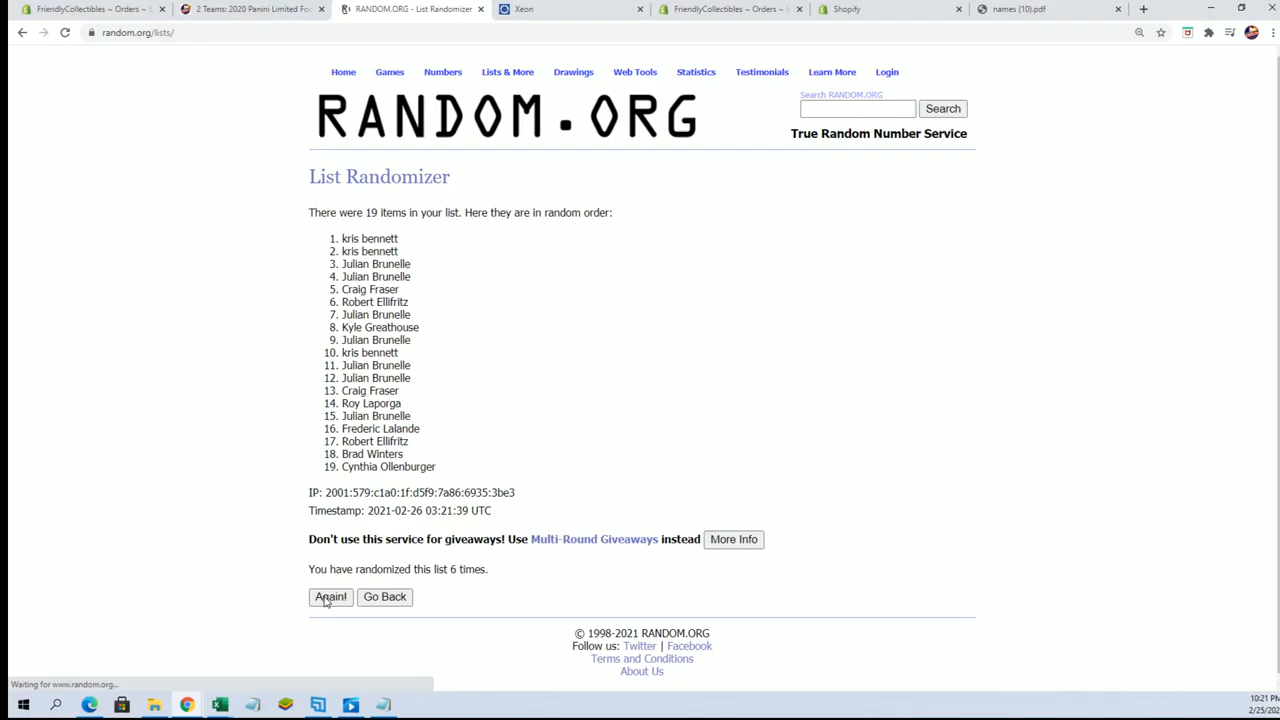 FriendlyCollectibles ~ Orders ~ S
2 Teams: 2020 Panini Limited Foo
RANDOM.ORG - List Randomizer
Xeon
FriendlyCollectibles ~ Orders ~ S
Shopify
names (10).pdf
random.org/lists/
Home Games Numbers Lists & More Drawings Web Tools Statistics Testimonials Learn More Login
RANDOM.ORG
Search RANDOM.ORG
Search
True Random Number Service
List Randomizer
There were 19 items in your list. Here they are in random order:
1. kris bennett
2. kris bennett
3. Julian Brunelle
4. Julian Brunelle
5. Craig Fraser
6. Robert Ellifritz
7. Julian Brunelle
8. Kyle Greathouse
9. Julian Brunelle
10. kris bennett
11. Julian Brunelle
12. Julian Brunelle
13. Craig Fraser
14. Roy Laporga
15. Julian Brunelle
16. Frederic Lalande
17. Robert Ellifritz
18. Brad Winters
19. Cynthia Ollenburger
IP: 2001:579:c1a0:1f:d5f9:7a86:6935:3be3
Timestamp: 2021-02-26 03:21:39 UTC
Don't use this service for giveaways! Use Multi-Round Giveaways instead More Info
You have randomized this list 6 times.
Again! Go Back
© 1998-2021 RANDOM.ORG
Follow us: Twitter | Facebook
Terms and Conditions
About Us
Waiting for www.random.org...
10:21 PM
2/25/202